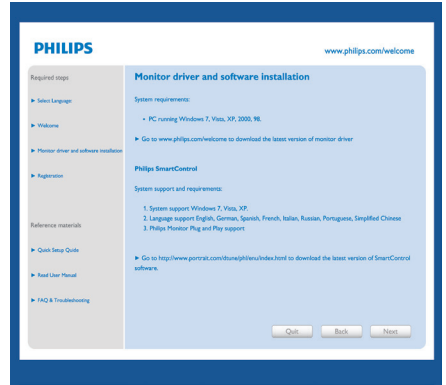 PHILIPS
www.philips.com/welcome
Required steps
► Select Language
► Welcome
► Monitor driver and software installation
► Registration
Reference materials
► Quick Setup Guide
► Read User Manual
► FAQ & Troubleshooting
Monitor driver and software installation
System requirements:
• PC running Windows 7, Vista, XP, 2000, 98.
► Go to www.philips.com/welcome to download the latest version of monitor driver
Philips SmartControl
System support and requirements:
1. System support Windows 7, Vista, XP.
2. Language support English, German, Spanish, French, Italian, Russian, Portuguese, Simplified Chinese
3. Philips Monitor Plug and Play support
► Go to http://www.portrait.com/dtune/phl/enu/index.html to download the latest version of SmartControl
software.
Quit
Back
Next